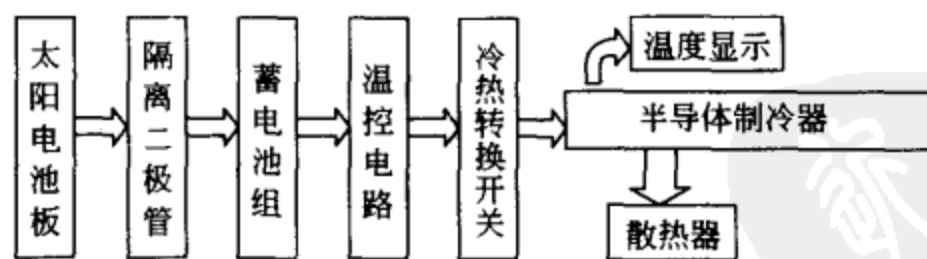 太阳电池板
隔离二极管
蓄电池组
温控电路
冷热转换开关
温度显示
半导体制冷器
散热器